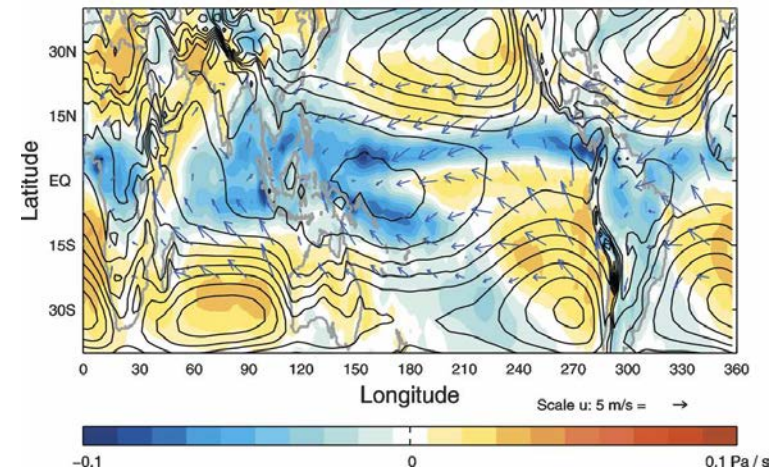 Latitude
30N
15N
EQ
15S
30S
0 30 60 90 120 150 180 210 240 270 300 330 360
Longitude
Scale u: 5 m/s = →
−0.1 0 0.1 Pa / s